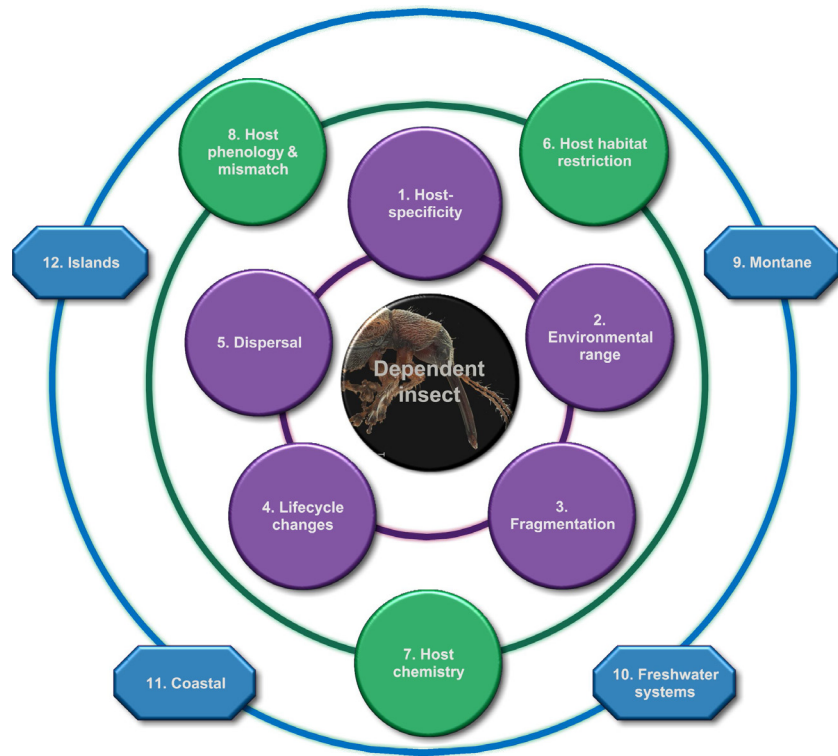 8. Host
phenology &
mismatch
6. Host habitat
restriction
1. Host-
specificity
12. Islands
9. Montane
5. Dispersal
2.
Environmental
range
Dependent
insect
4. Lifecycle
changes
3.
Fragmentation
7. Host
chemistry
11. Coastal
10. Freshwater
systems